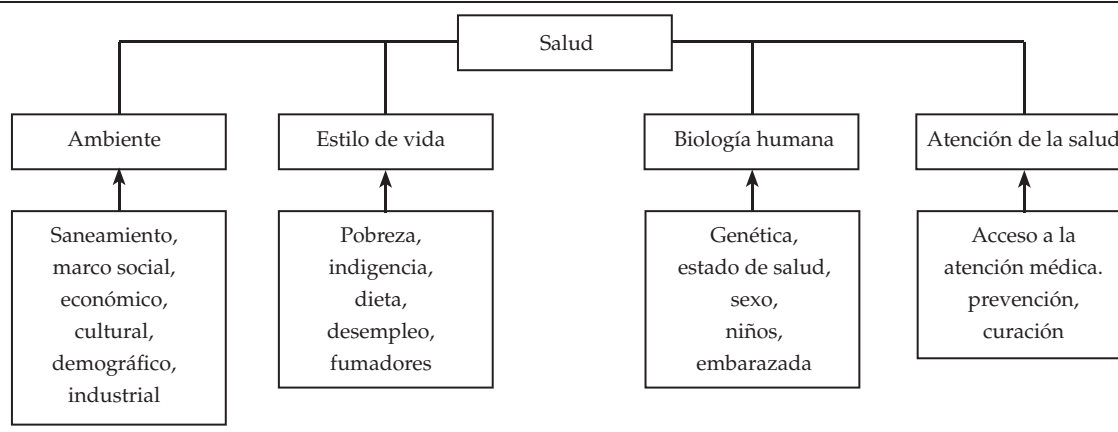 Salud
Ambiente
Estilo de vida
Biología humana
Atención de la salud
Saneamiento,
marco social,
económico,
cultural,
demográfico,
industrial
Pobreza,
indigencia,
dieta,
desempleo,
fumadores
Genética,
estado de salud,
sexo,
niños,
embarazada
Acceso a la
atención médica.
prevención,
curación